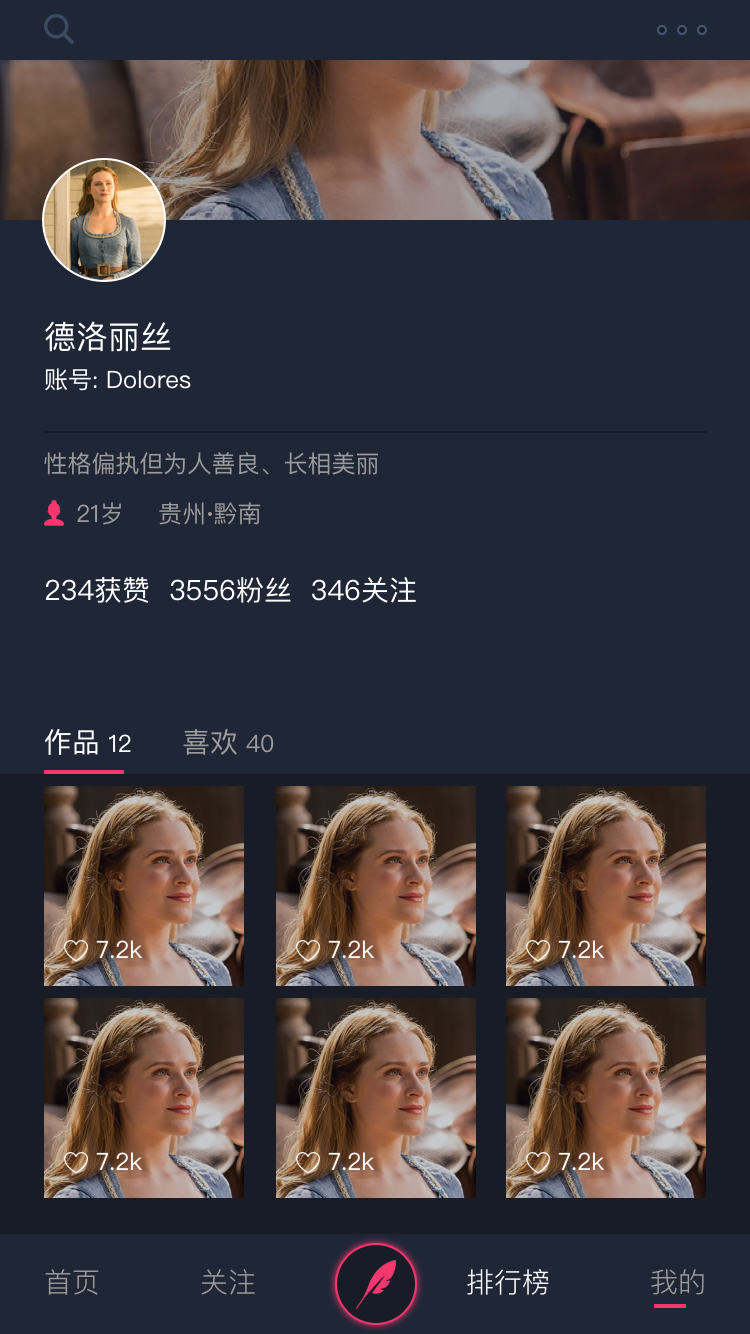 德洛丽丝
账号: Dolores
性格偏执但为人善良、长相美丽
21岁 贵州·黔南
234获赞 3556粉丝 346关注
作品 12 喜欢 40
7.2k 7.2k 7.2k
7.2k 7.2k 7.2k
首页 关注 排行榜 我的